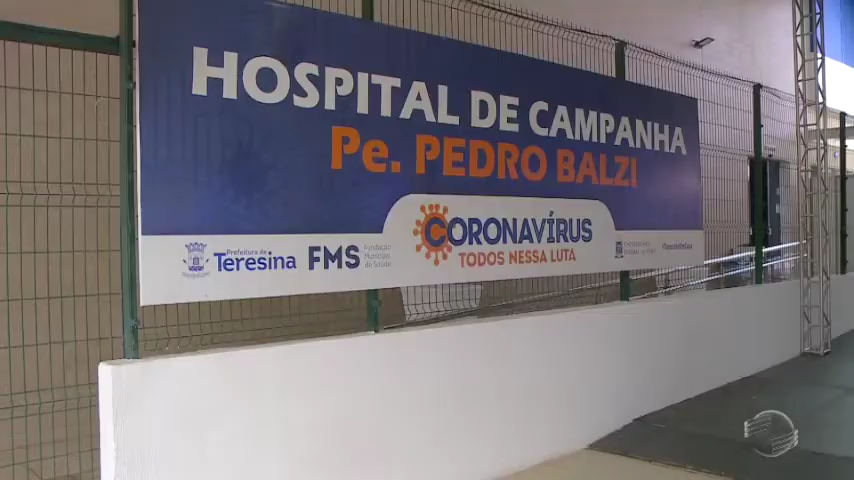 HOSPITAL DE CAMPANHA
Pe. PEDRO BALZI
CORONAVÍRUS
TODOS NESSA LUTA
Prefeitura de
Teresina
FMS
Fundação
Municipal
de Saúde